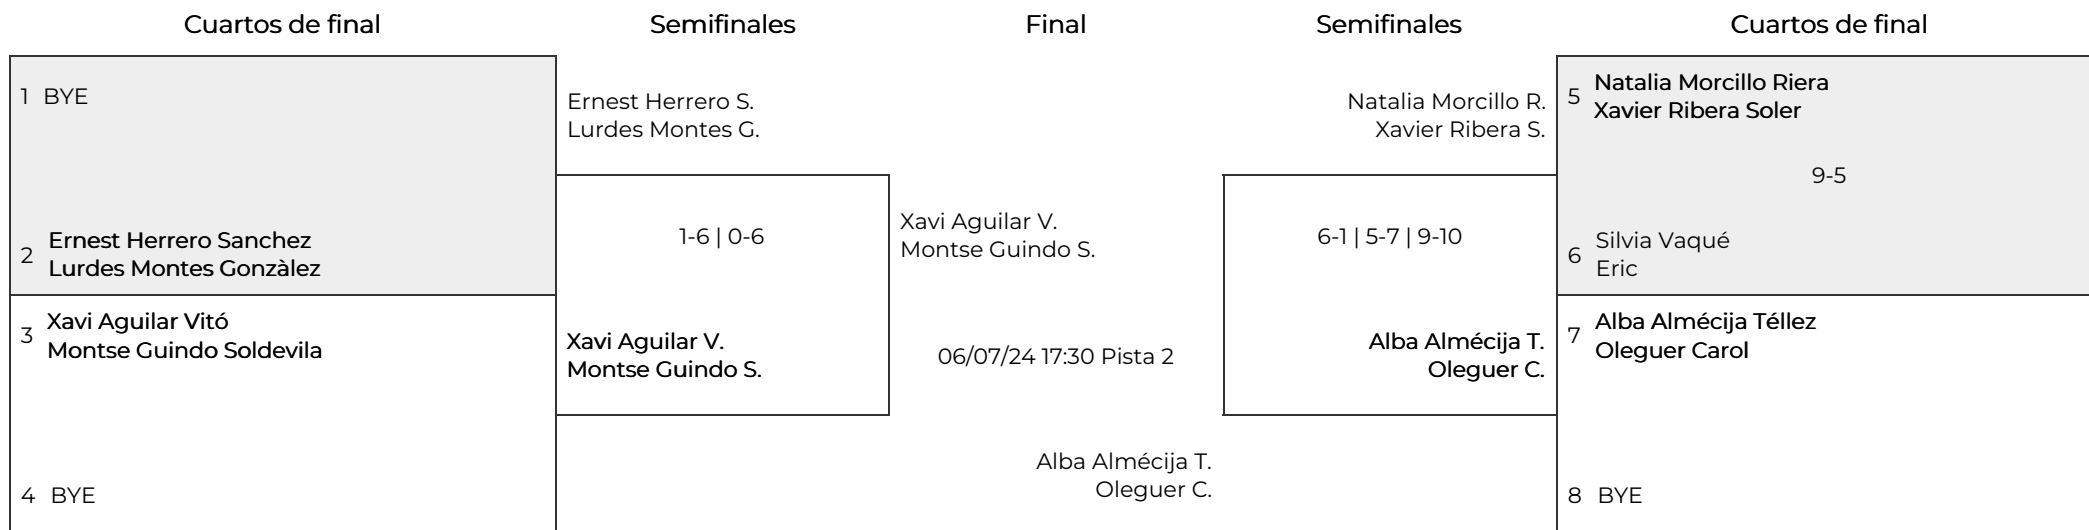 Cuartos de final
Semifinales
Final
Semifinales
Cuartos de final
1 BYE
2 Ernest Herrero Sanchez
Lurdes Montes Gonzàlez
3 Xavi Aguilar Vitó
Montse Guindo Soldevila
4 BYE
Ernest Herrero S.
Lurdes Montes G.
1-6 | 0-6
Xavi Aguilar V.
Montse Guindo S.
Xavi Aguilar V.
Montse Guindo S.
06/07/24 17:30 Pista 2
Alba Almécija T.
Oleguer C.
Natalia Morcillo R.
Xavier Ribera S.
6-1 | 5-7 | 9-10
Alba Almécija T.
Oleguer C.
5 Natalia Morcillo Riera
Xavier Ribera Soler
9-5
6 Silvia Vaqué
Eric
7 Alba Almécija Téllez
Oleguer Carol
8 BYE